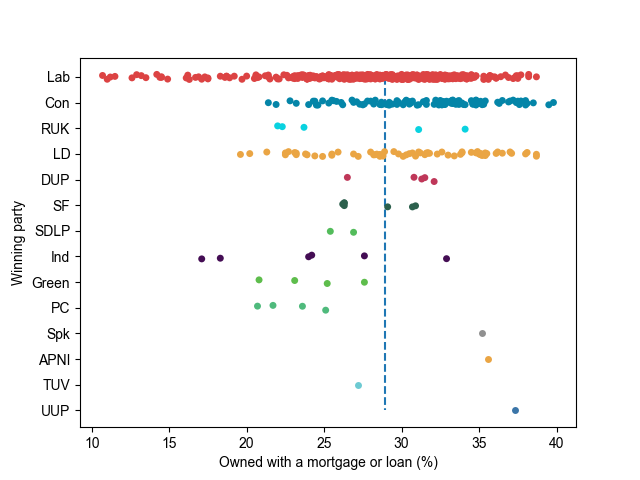 Lab
Con
RUK
LD
DUP
SF
SDLP
Ind
Green
PC
Spk
APNI
TUV
UUP
Winning party
10 15 20 25 30 35 40
Owned with a mortgage or loan (%)